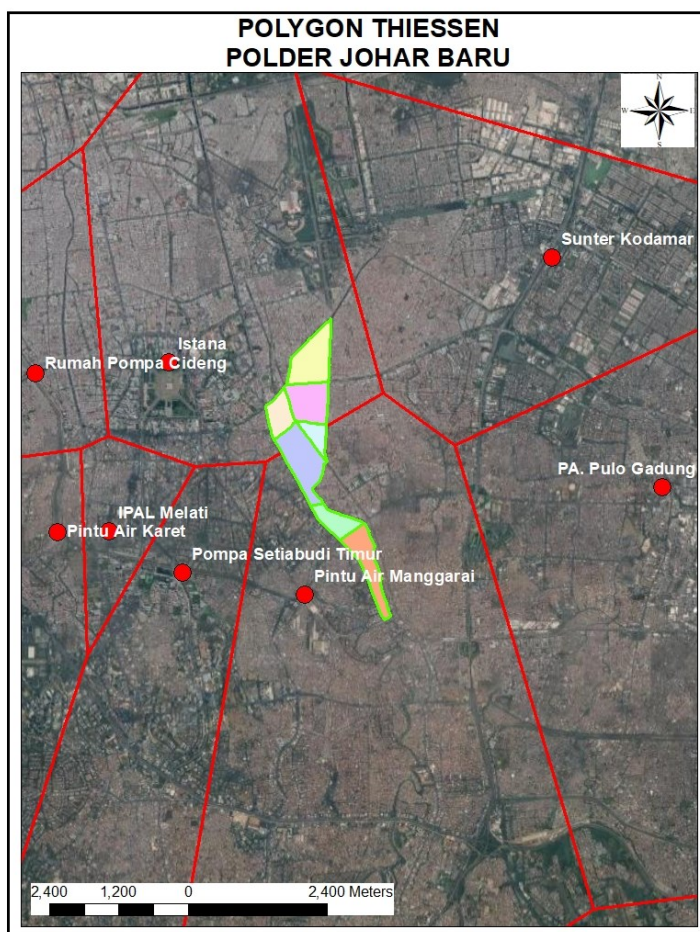 POLYGON THIESSEN
POLDER JOHAR BARU
N
W E
S
Sunter Kodamar
Istana
Rumah Pompa Cideng
PA. Pulo Gadung
IPAL Melati
Pintu Air Karet
Pompa Setiabudi Timur
Pintu Air Manggarai
2,400 1,200 0 2,400 Meters